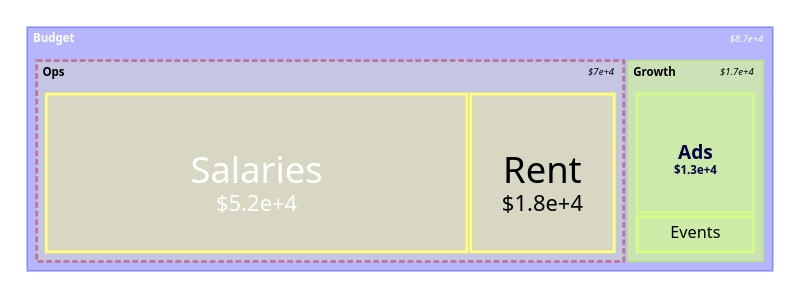 Budget $8.7e+4
Ops $7e+4
Growth $1.7e+4
Salaries
$5.2e+4
Rent
$1.8e+4
Ads
$1.3e+4
Events